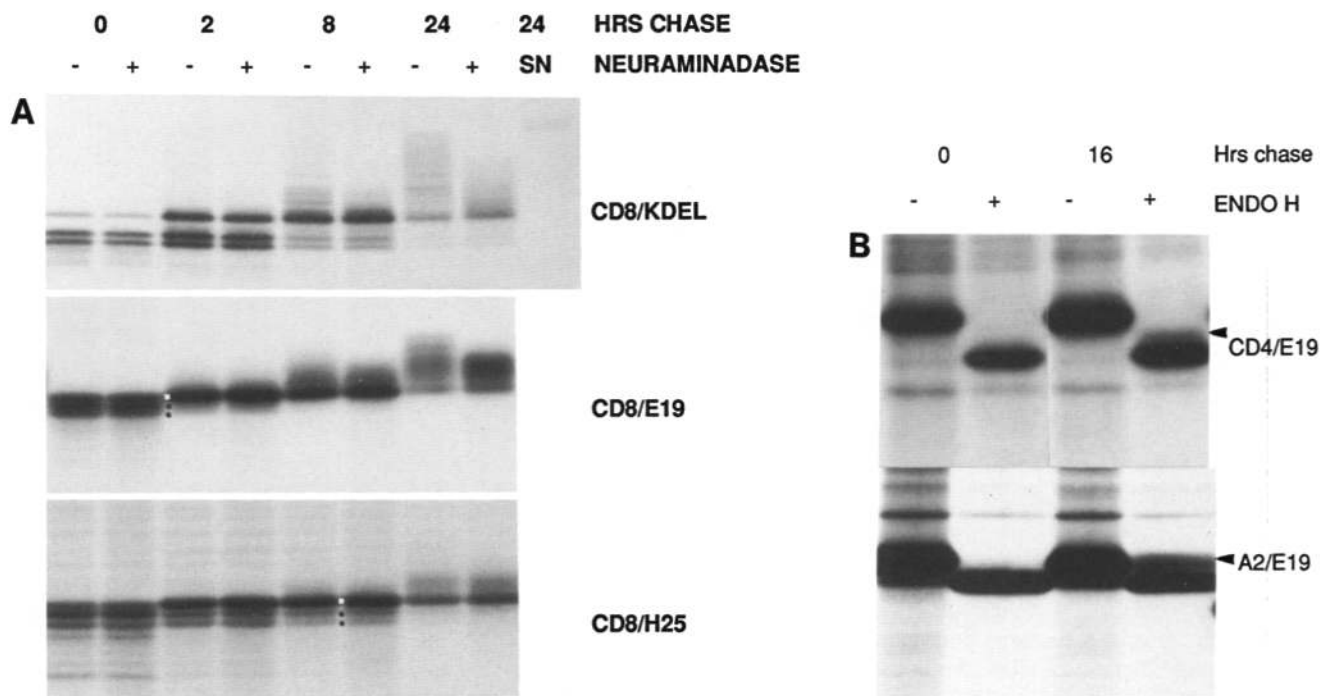 0 2 8 24 24 HRS CHASE
- + - + - + - + SN NEURAMINADASE
A
CD8/KDEL
CD8/E19
CD8/H25
0 16 Hrs chase
- + - + ENDO H
B
CD4/E19
A2/E19